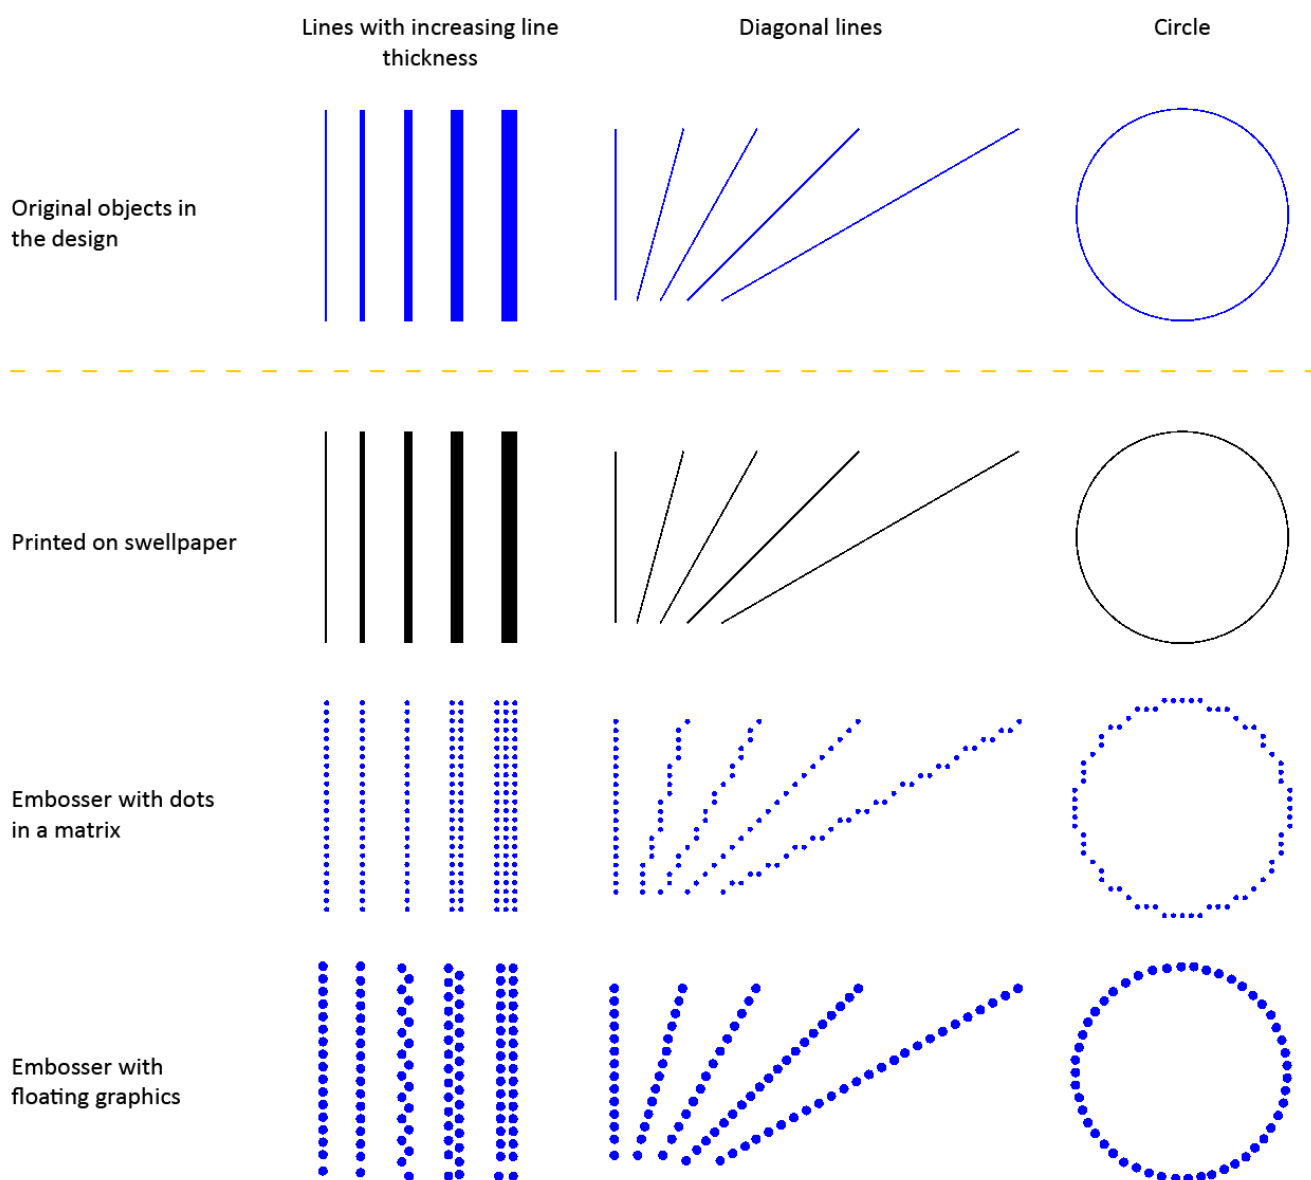 Lines with increasing line
thickness
Diagonal lines
Circle
Original objects in
the design
Printed on swellpaper
Embosser with dots
in a matrix
Embosser with
floating graphics